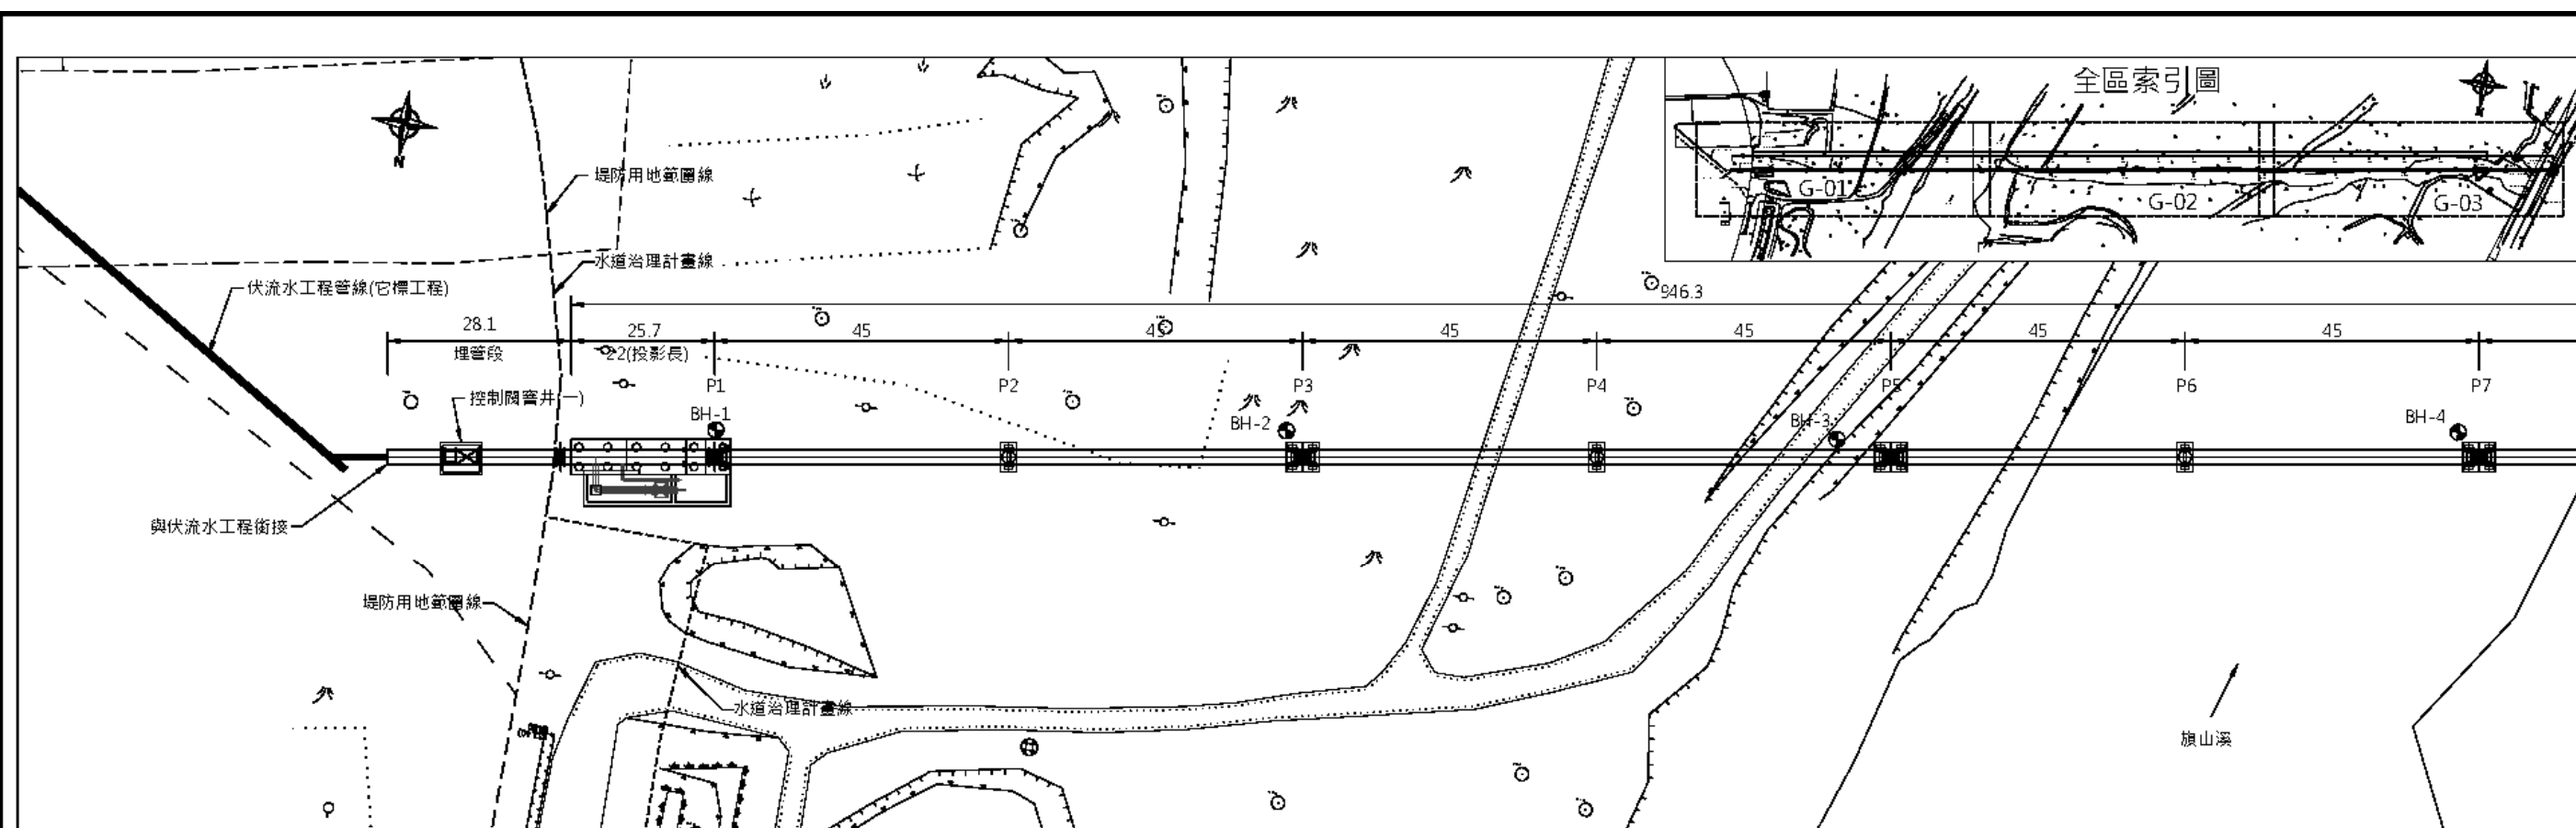 全區索引圖
G-01
G-02
G-03
N
堤防用地範圍線
水道治理計畫線
伏流水工程管線(它標工程)
946.3
28.1
25.7
45
45
45
45
45
45
埋管段
22(投影長)
P1
P2
P3
P4
P5
P6
P7
控制閥窨井(一)
BH-1
BH-2
BH-3
BH-4
與伏流水工程銜接
堤防用地範圍線
水道治理計畫線
旗山溪